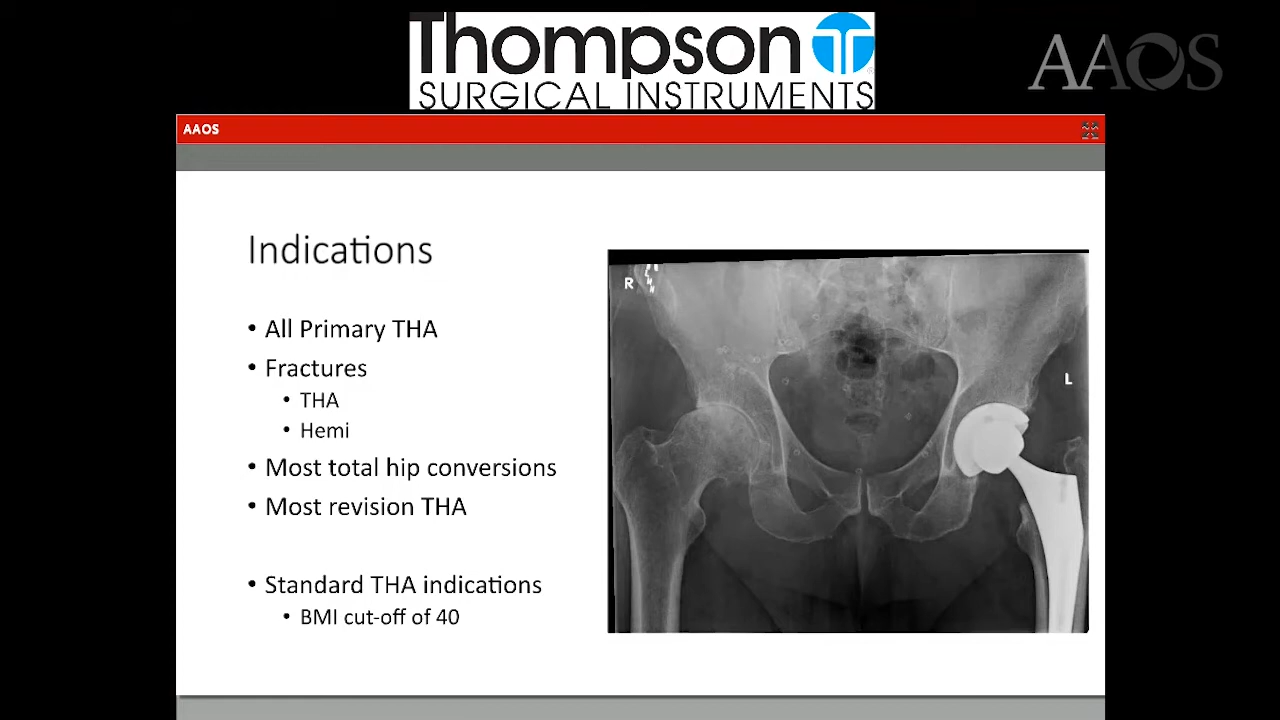 Thompson
SURGICAL INSTRUMENTS
AAOS
AAOS
Indications
• All Primary THA
• Fractures
• THA
• Hemi
• Most total hip conversions
• Most revision THA
• Standard THA indications
• BMI cut-off of 40
R
L